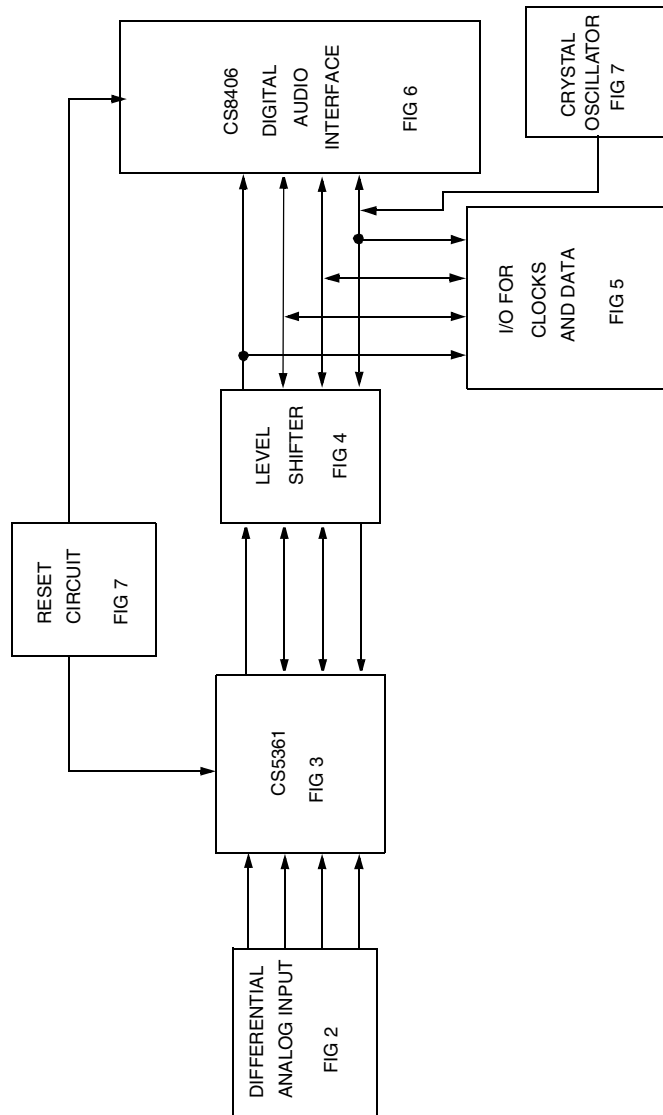 DIFFERENTIAL
ANALOG INPUT
FIG 2
CS5361
FIG 3
RESET
CIRCUIT
FIG 7
LEVEL
SHIFTER
FIG 4
CS8406
DIGITAL
AUDIO
INTERFACE
FIG 6
I/O FOR
CLOCKS
AND DATA
FIG 5
CRYSTAL
OSCILLATOR
FIG 7